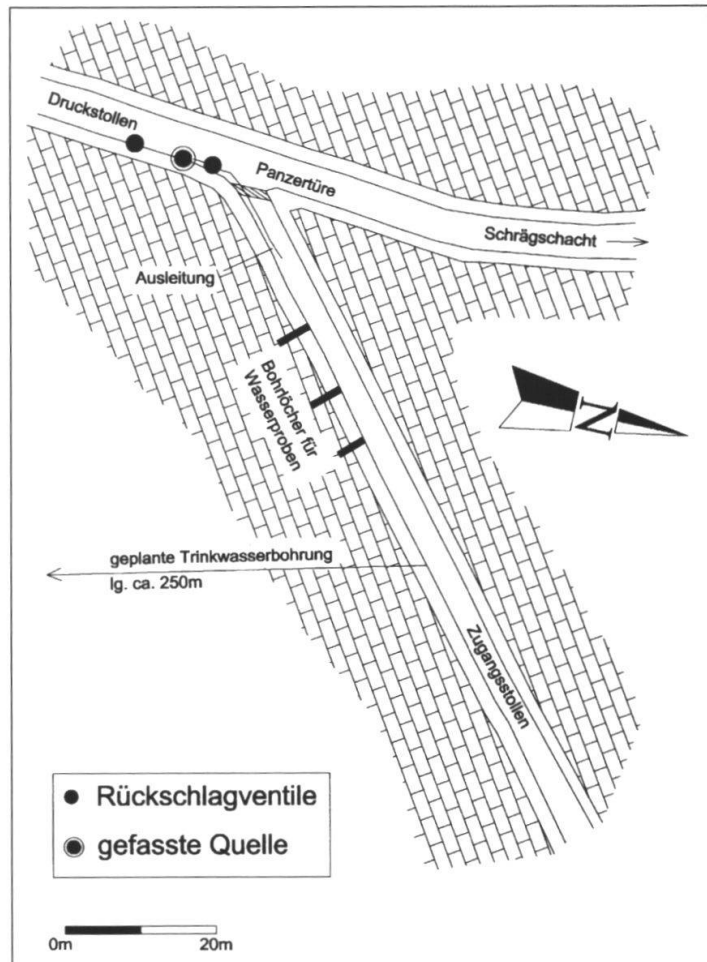 Druckstollen
Panzertüre
Schrägschacht
Ausleitung
Bohrlöcher für
Wasserproben
N
geplante Trinkwasserbohrung
lg. ca. 250m
Zugangsstollen
Rückschlagventile
gefasste Quelle
0m 20m